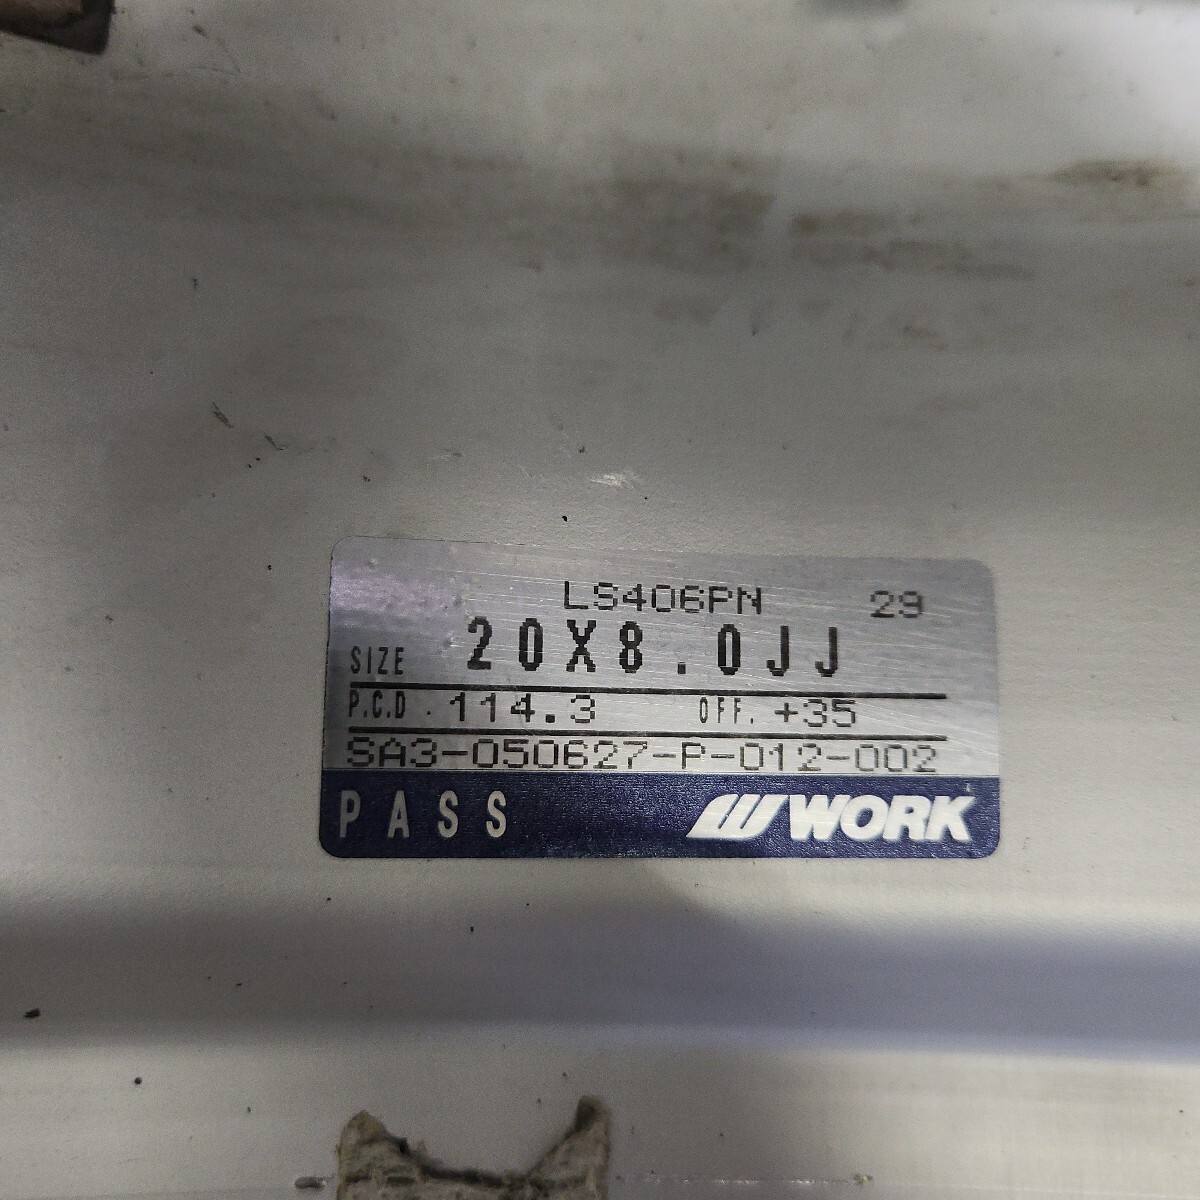 LS406PN 29
SIZE 20X8.0JJ
P.C.D. 114.3 OFF. +35
SA3-050627-P-012-002
PASS WORK